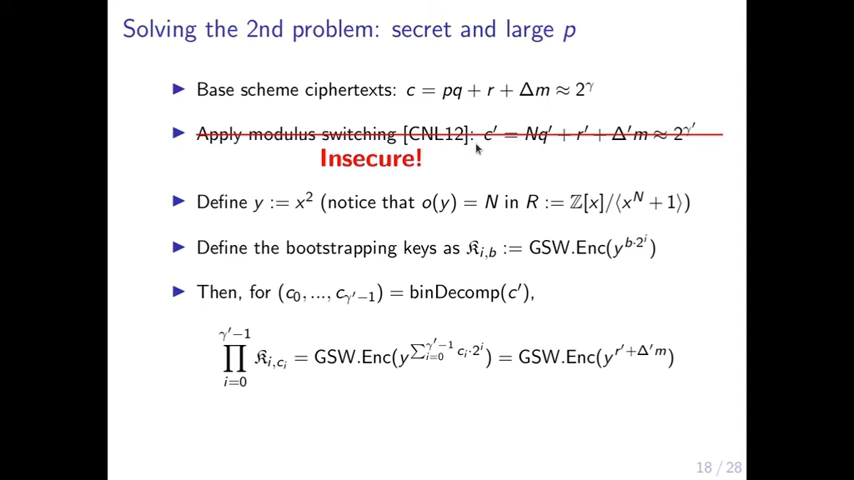 Solving the 2nd problem: secret and large p
▶ Base scheme ciphertexts: c = pq + r + Δm ≈ 2^γ
▶ Apply modulus switching [CNL12]: c′ = Nq′ + r′ + Δ′m ≈ 2^γ′
Insecure!
▶ Define y := x² (notice that o(y) = N in R := ℤ[x]/⟨x^N + 1⟩)
▶ Define the bootstrapping keys as 𝔎_{i,b} := GSW.Enc(y^{b·2^i})
▶ Then, for (c₀, ..., c_{γ′−1}) = binDecomp(c′),
∏_{i=0}^{γ′−1} 𝔎_{i,c_i} = GSW.Enc(y^{∑_{i=0}^{γ′−1} c_i·2^i}) = GSW.Enc(y^{r′+Δ′m})
18 / 28